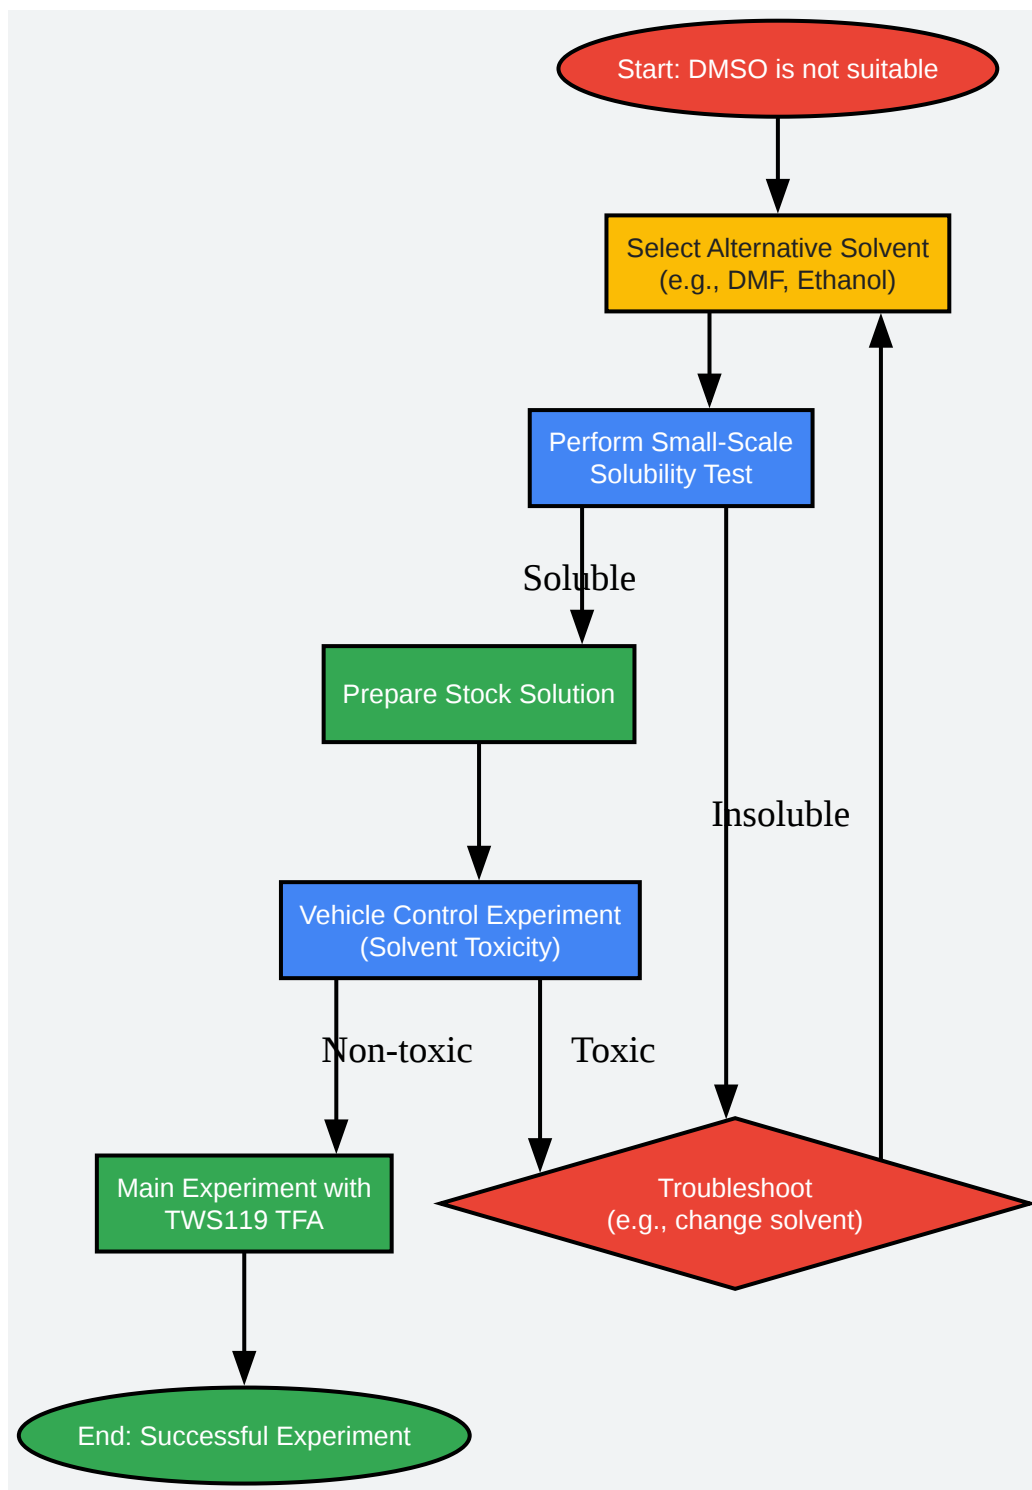 Start: DMSO is not suitable
Select Alternative Solvent
(e.g., DMF, Ethanol)
Perform Small-Scale
Solubility Test
Soluble
Prepare Stock Solution
Insoluble
Vehicle Control Experiment
(Solvent Toxicity)
Non-toxic
Toxic
Main Experiment with
TWS119 TFA
Troubleshoot
(e.g., change solvent)
End: Successful Experiment